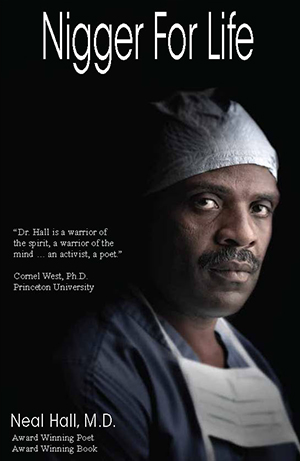 Nigger For Life
“Dr. Hall is a warrior of
the spirit, a warrior of the
mind ... an activist, a poet.”
Cornel West, Ph.D.
Princeton University
Neal Hall, M.D.
Award Winning Poet
Award Winning Book